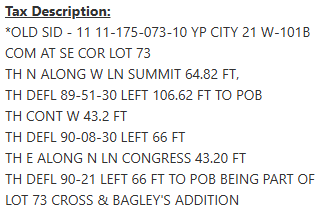 Tax Description:
*OLD SID - 11 11-175-073-10 YP CITY 21 W-101B
COM AT SE COR LOT 73
TH N ALONG W LN SUMMIT 64.82 FT,
TH DEFL 89-51-30 LEFT 106.62 FT TO POB
TH CONT W 43.2 FT
TH DEFL 90-08-30 LEFT 66 FT
TH E ALONG N LN CONGRESS 43.20 FT
TH DEFL 90-21 LEFT 66 FT TO POB BEING PART OF
LOT 73 CROSS & BAGLEY'S ADDITION